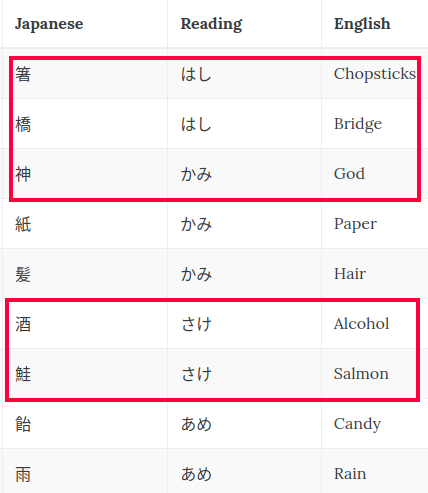 Japanese Reading English
箸 はし Chopsticks
橋 はし Bridge
神 かみ God
紙 かみ Paper
髪 かみ Hair
酒 さけ Alcohol
鮭 さけ Salmon
飴 あめ Candy
雨 あめ Rain